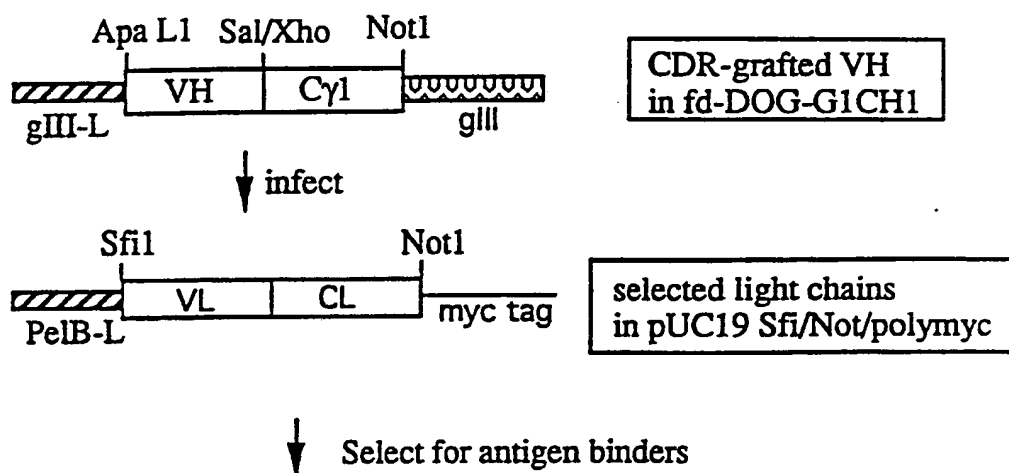 Apa L1 Sal/Xho Not1
VH Cγ1
gIII-L gIII
CDR-grafted VH
in fd-DOG-G1CH1
infect
Sfi1 Not1
VL CL
PelB-L myc tag
selected light chains
in pUC19 Sfi/Not/polymyc
Select for antigen binders